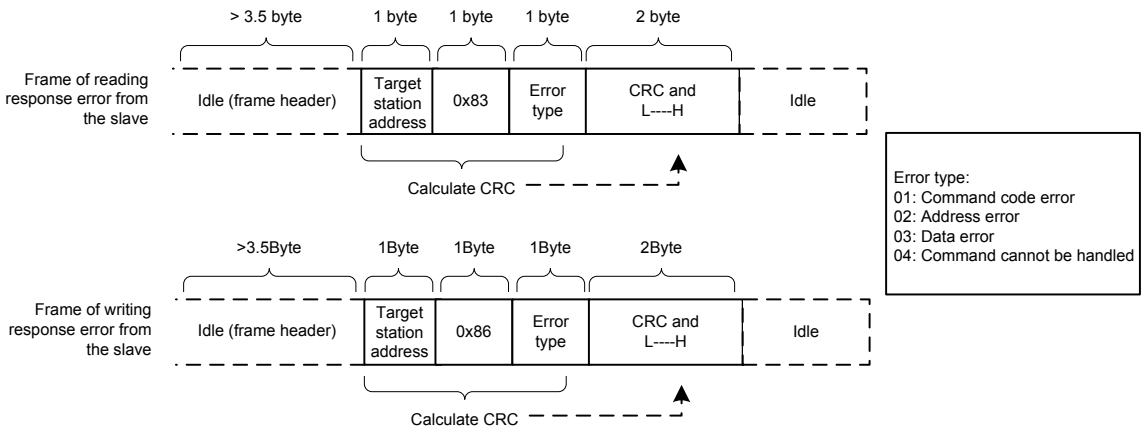 > 3.5 byte
1 byte
1 byte
1 byte
2 byte
Frame of reading
response error from
the slave
Idle (frame header)
Target
station
address
0x83
Error
type
CRC and
L----H
Idle
Calculate CRC
Error type:
01: Command code error
02: Address error
03: Data error
04: Command cannot be handled
>3.5Byte
1Byte
1Byte
1Byte
2Byte
Frame of writing
response error from
the slave
Idle (frame header)
Target
station
address
0x86
Error
type
CRC and
L----H
Idle
Calculate CRC